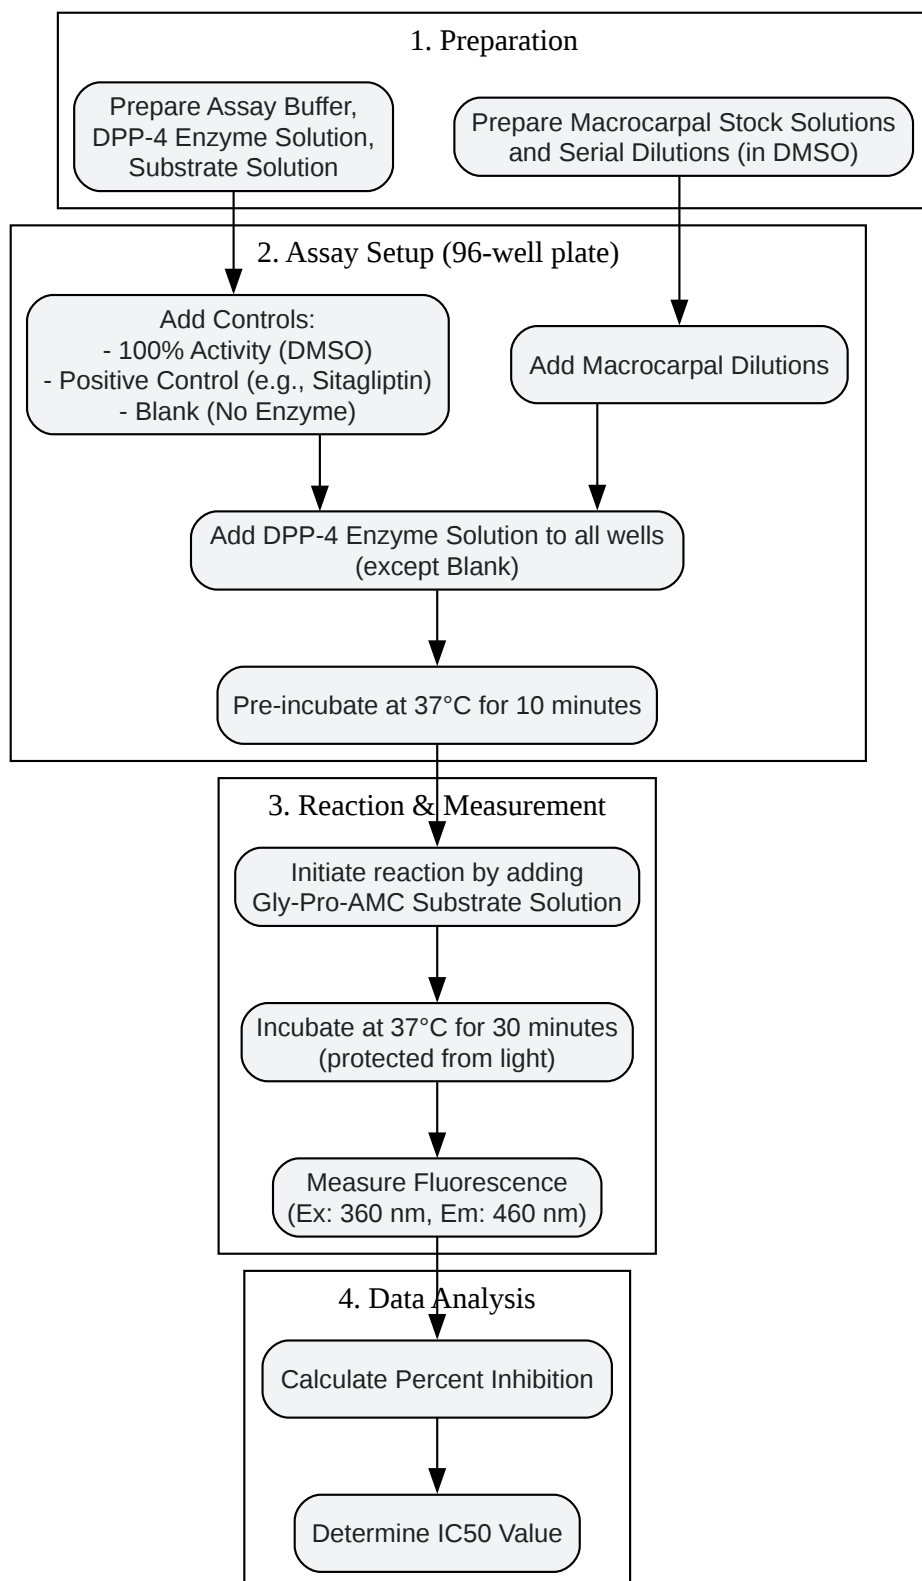 1. Preparation
Prepare Assay Buffer,
DPP-4 Enzyme Solution,
Substrate Solution
Prepare Macrocarpal Stock Solutions
and Serial Dilutions (in DMSO)
2. Assay Setup (96-well plate)
Add Controls:
- 100% Activity (DMSO)
- Positive Control (e.g., Sitagliptin)
- Blank (No Enzyme)
Add Macrocarpal Dilutions
Add DPP-4 Enzyme Solution to all wells
(except Blank)
Pre-incubate at 37°C for 10 minutes
3. Reaction & Measurement
Initiate reaction by adding
Gly-Pro-AMC Substrate Solution
Incubate at 37°C for 30 minutes
(protected from light)
Measure Fluorescence
(Ex: 360 nm, Em: 460 nm)
4. Data Analysis
Calculate Percent Inhibition
Determine IC50 Value